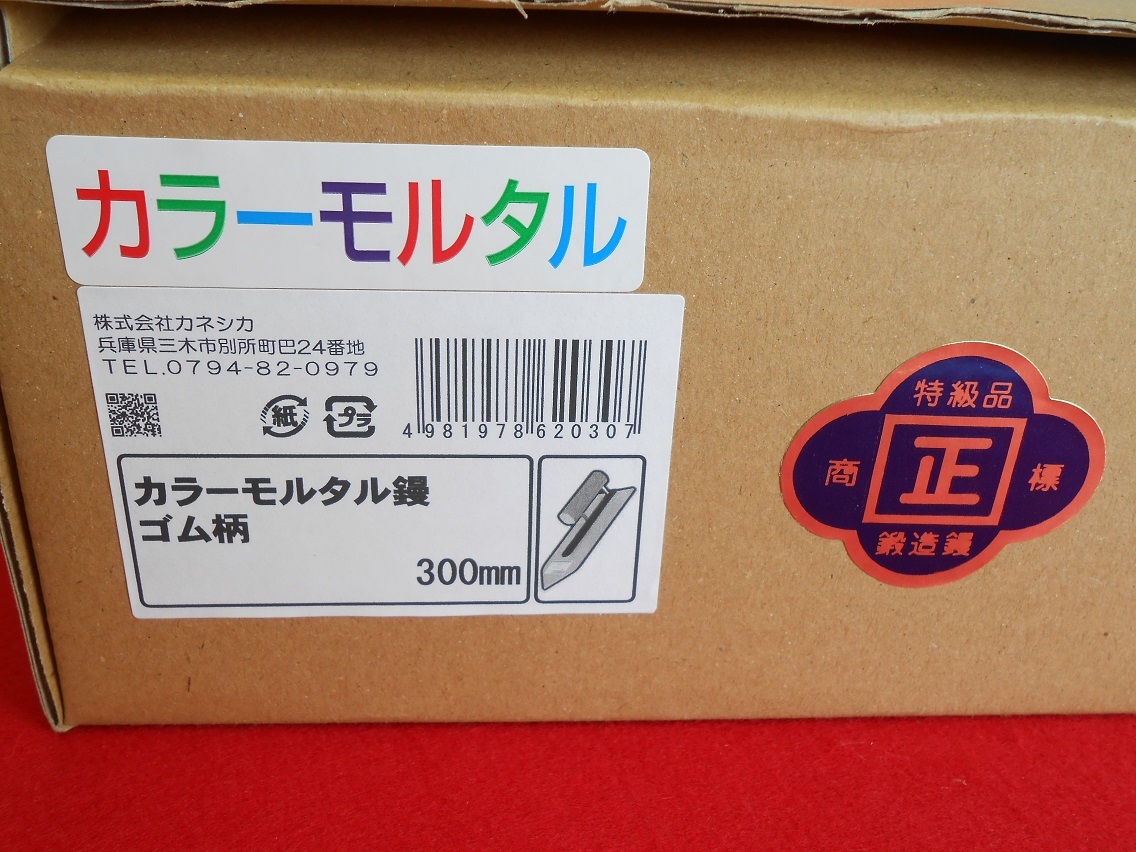 カラーモルタル
株式会社カネシカ
兵庫県三木市別所町巴24番地
TEL.0794-82-0979
紙
プラ
4981978620307
カラーモルタル鏝
ゴム柄
300mm
特級品
商 正 標
鍛造鏝